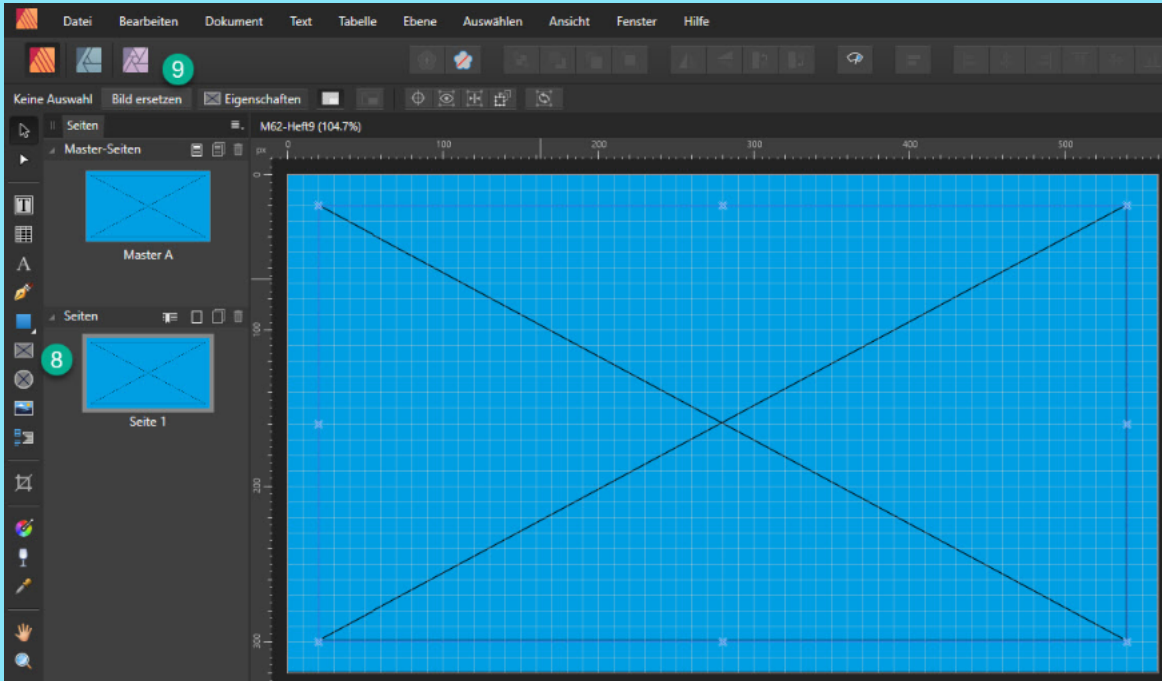 Datei Bearbeiten Dokument Text Tabelle Ebene Auswählen Ansicht Fenster Hilfe
9
Keine Auswahl Bild ersetzen Eigenschaften
Seiten
M62-Heft9 (104.7%)
Master-Seiten
px 0 100 200 300 400 500
0
Master A
Seiten
100
8
Seite 1
200
300